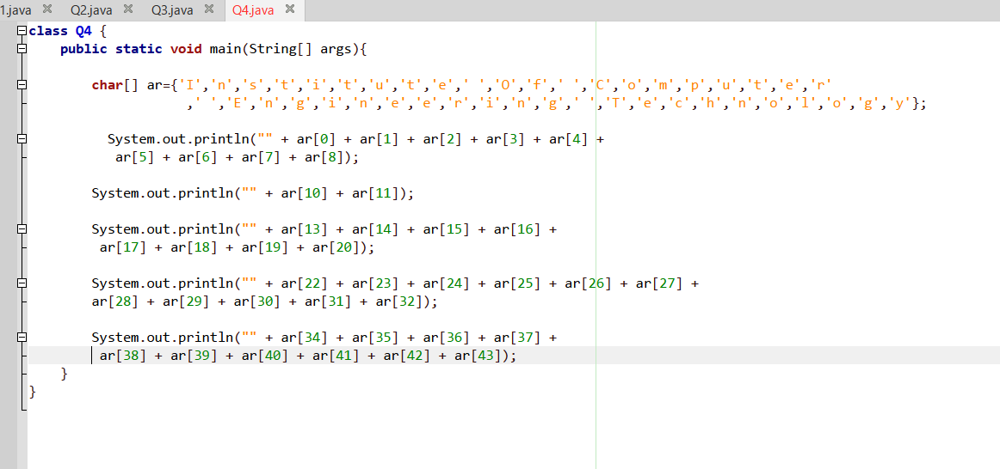 1.java Q2.java Q3.java Q4.java
class Q4 {
public static void main(String[] args){
char[] ar={'I','n','s','t','i','t','u','t','e',' ','O','f',' ','C','o','m','p','u','t','e','r'
,' ','E','n','g','i','n','e','e','r','i','n','g',' ','T','e','c','h','n','o','l','o','g','y'};
System.out.println("" + ar[0] + ar[1] + ar[2] + ar[3] + ar[4] +
ar[5] + ar[6] + ar[7] + ar[8]);
System.out.println("" + ar[10] + ar[11]);
System.out.println("" + ar[13] + ar[14] + ar[15] + ar[16] +
ar[17] + ar[18] + ar[19] + ar[20]);
System.out.println("" + ar[22] + ar[23] + ar[24] + ar[25] + ar[26] + ar[27] +
ar[28] + ar[29] + ar[30] + ar[31] + ar[32]);
System.out.println("" + ar[34] + ar[35] + ar[36] + ar[37] +
ar[38] + ar[39] + ar[40] + ar[41] + ar[42] + ar[43]);
}
}